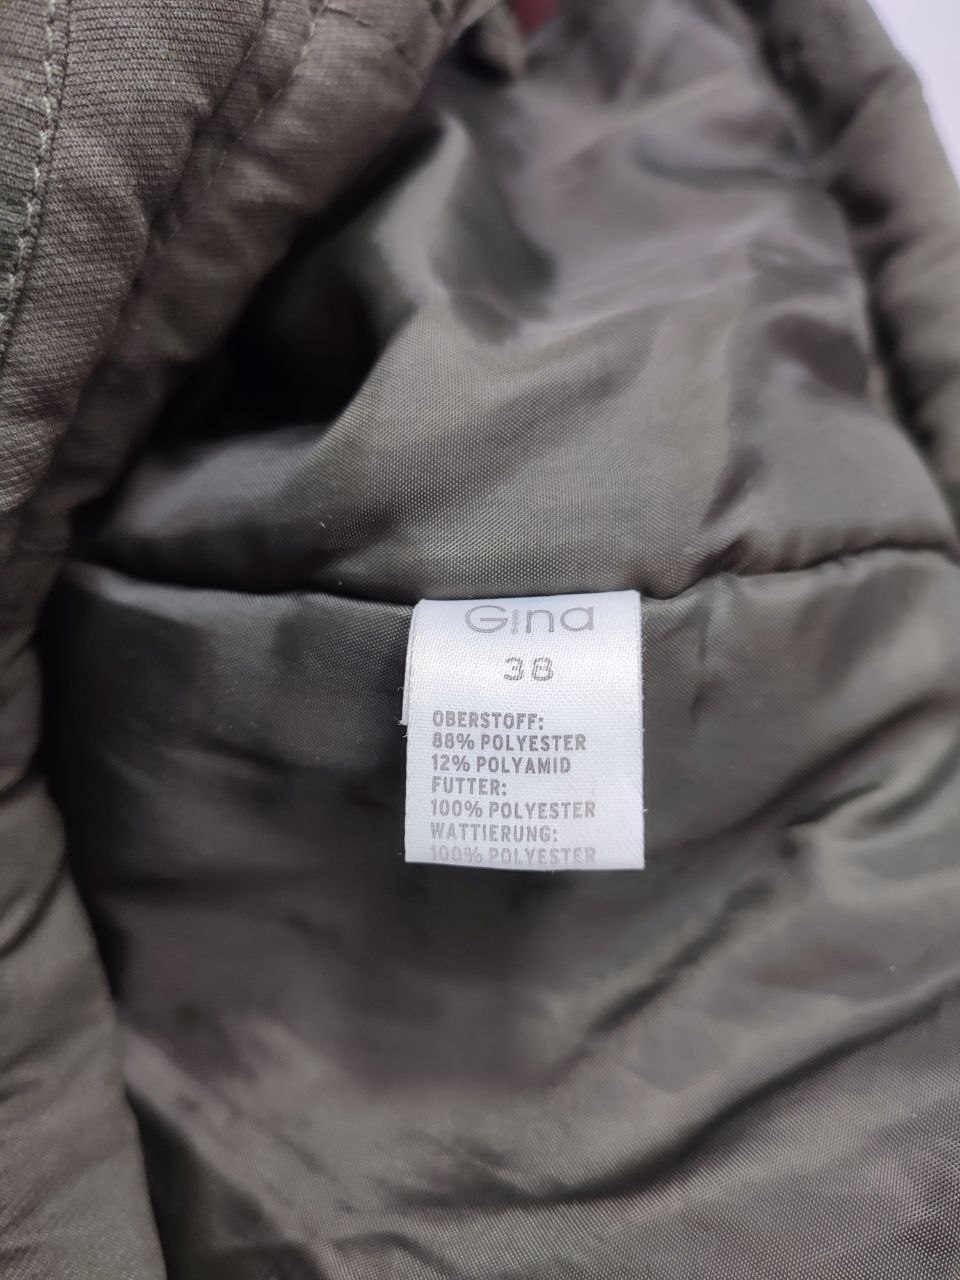 Gina
38
OBERSTOFF:
88% POLYESTER
12% POLYAMID
FUTTER:
100% POLYESTER
WATTIERUNG:
100% POLYESTER